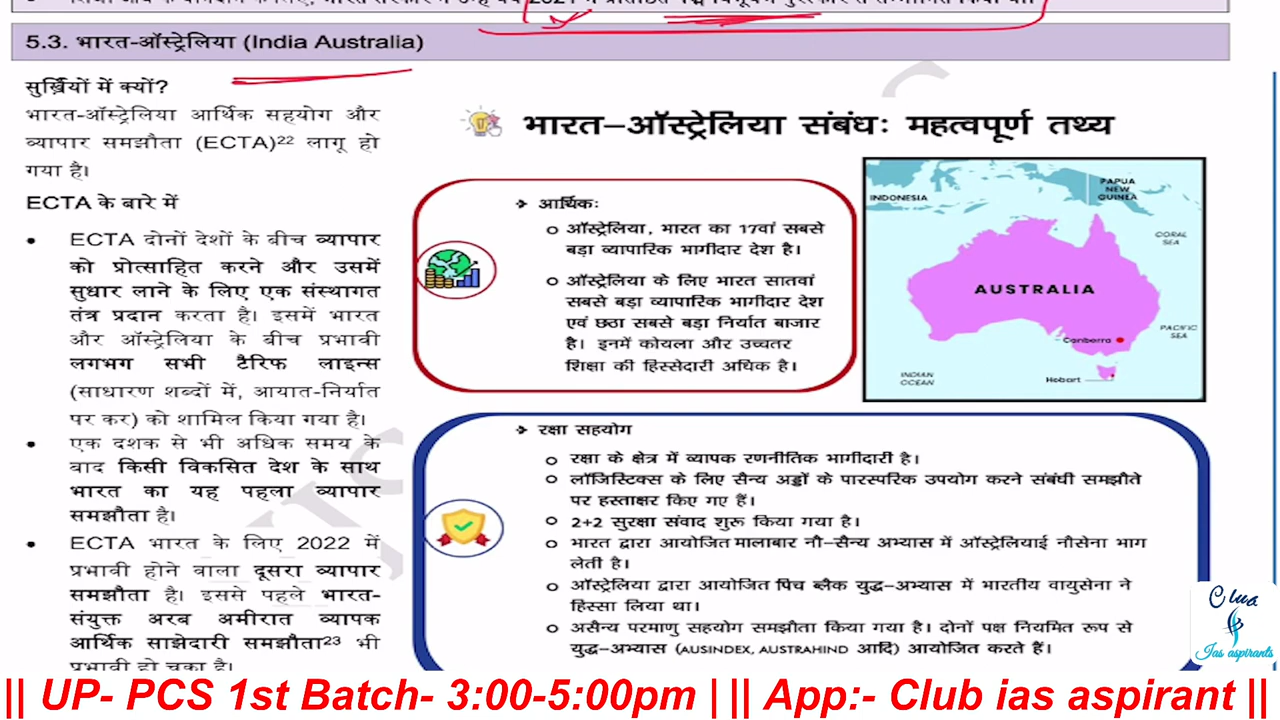 2021 में
5.3. भारत-ऑस्ट्रेलिया (India Australia)
सुर्ख़ियों में क्यों?
भारत-ऑस्ट्रेलिया आर्थिक सहयोग और
व्यापार समझौता (ECTA)22 लागू हो
गया है।
ECTA के बारे में
• ECTA दोनों देशों के बीच व्यापार
को प्रोत्साहित करने और उसमें
सुधार लाने के लिए एक संस्थागत
तंत्र प्रदान करता है। इसमें भारत
और ऑस्ट्रेलिया के बीच प्रभावी
लगभग सभी टैरिफ लाइन्स
(साधारण शब्दों में, आयात-निर्यात
पर कर) को शामिल किया गया है।
• एक दशक से भी अधिक समय के
बाद किसी विकसित देश के साथ
भारत का यह पहला व्यापार
समझौता है।
• ECTA भारत के लिए 2022 में
प्रभावी होने वाला दूसरा व्यापार
समझौता है। इससे पहले भारत-
संयुक्त अरब अमीरात व्यापक
आर्थिक साझेदारी समझौता23 भी
प्रभावी हो चुका है।
भारत-ऑस्ट्रेलिया संबंधः महत्वपूर्ण तथ्य
आर्थिकः
ऑस्ट्रेलिया, भारत का 17वां सबसे
बड़ा व्यापारिक भागीदार देश है।
ऑस्ट्रेलिया के लिए भारत सातवां
सबसे बड़ा व्यापारिक भागीदार देश
एवं छठा सबसे बड़ा निर्यात बाजार
है। इनमें कोयला और उच्चतर
शिक्षा की हिस्सेदारी अधिक है।
INDONESIA
PAPUA
NEW
GUINEA
CORAL
SEA
AUSTRALIA
PACIFIC
SEA
Canberra
INDIAN
OCEAN
Hobart
रक्षा सहयोग
रक्षा के क्षेत्र में व्यापक रणनीतिक भागीदारी है।
लॉजिस्टिक्स के लिए सैन्य अड्डों के पारस्परिक उपयोग करने संबंधी समझौते
पर हस्ताक्षर किए गए हैं।
2+2 सुरक्षा संवाद शुरू किया गया है।
भारत द्वारा आयोजित मालाबार नौ-सैन्य अभ्यास में ऑस्ट्रेलियाई नौसेना भाग
लेती है।
ऑस्ट्रेलिया द्वारा आयोजित पिच ब्लैक युद्ध-अभ्यास में भारतीय वायुसेना ने
हिस्सा लिया था।
असैन्य परमाणु सहयोग समझौता किया गया है। दोनों पक्ष नियमित रूप से
युद्ध-अभ्यास (AUSINDEX, AUSTRAHIND आदि) आयोजित करते हैं।
Club
Ias aspirants
|| UP- PCS 1st Batch- 3:00-5:00pm | || App:- Club ias aspirant ||